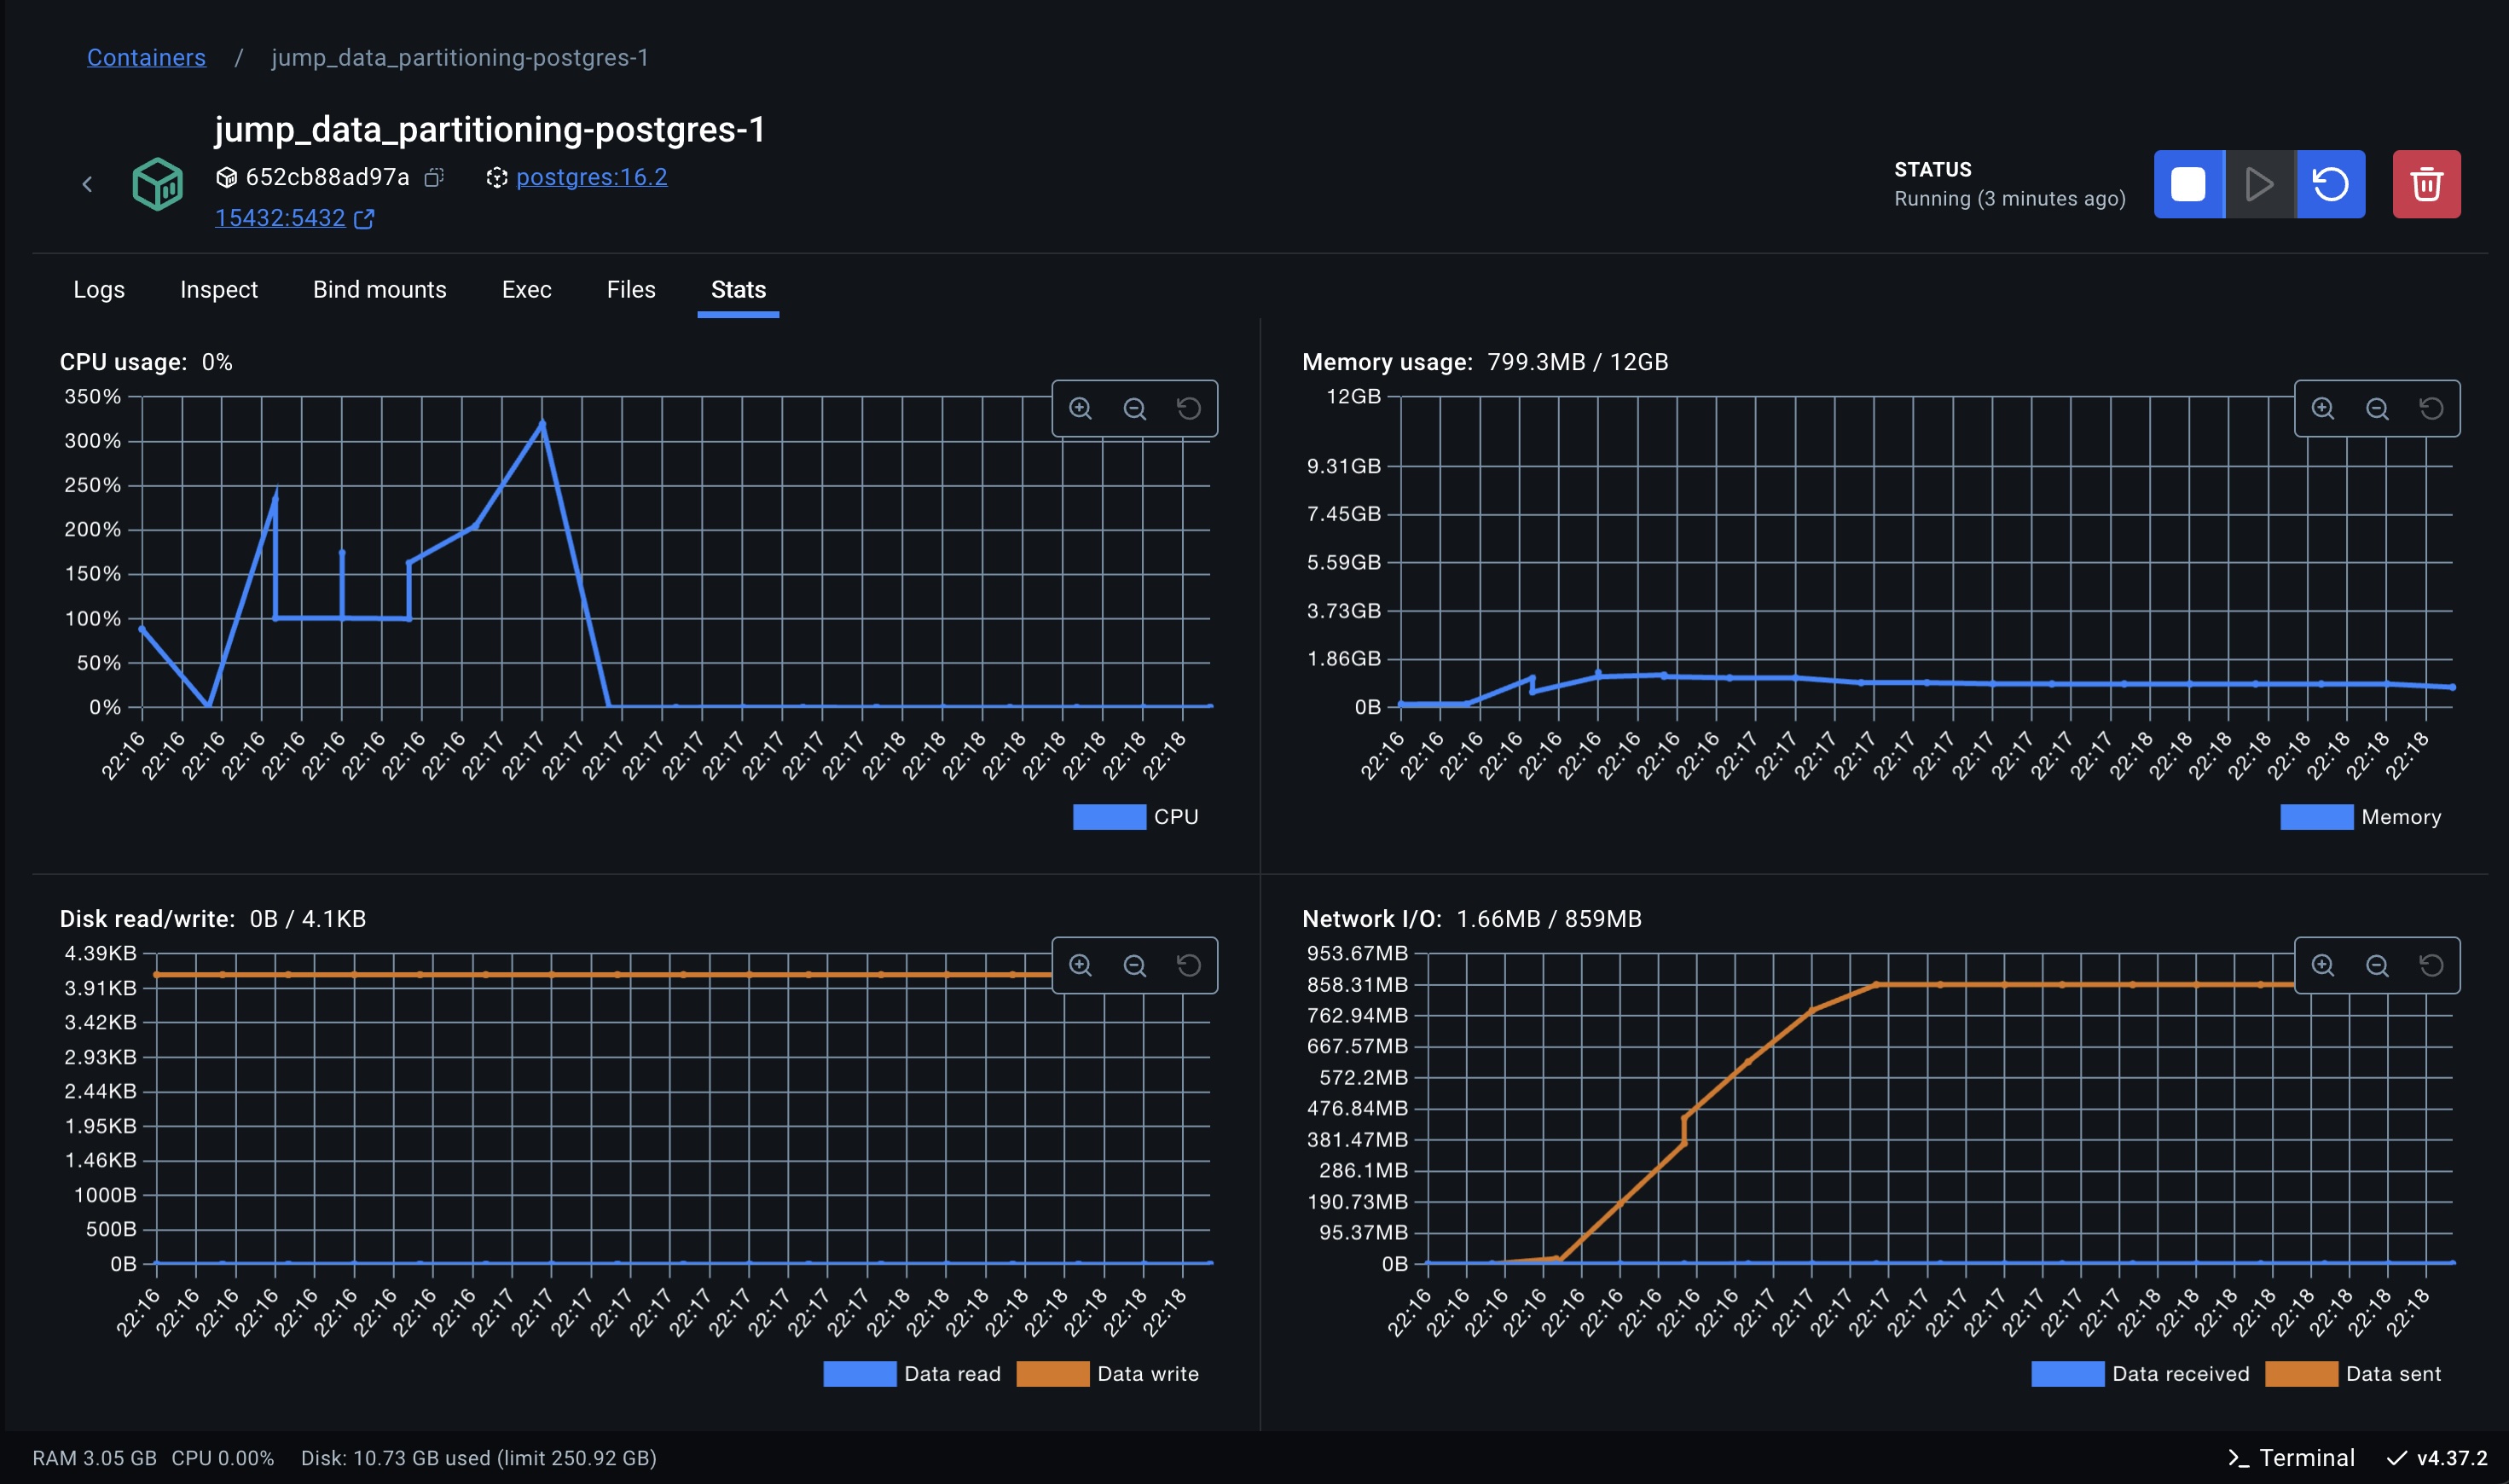 Containers / jump_data_partitioning-postgres-1
jump_data_partitioning-postgres-1
652cb88ad97a postgres:16.2
15432:5432
STATUS
Running (3 minutes ago)
Logs Inspect Bind mounts Exec Files Stats
CPU usage: 0%
350%
300%
250%
200%
150%
100%
50%
0%
22:16 22:16 22:16 22:16 22:16 22:16 22:16 22:16 22:16 22:17 22:17 22:17 22:17 22:17 22:17 22:17 22:17 22:17 22:17 22:18 22:18 22:18 22:18 22:18 22:18 22:18 22:18
CPU
Memory usage: 799.3MB / 12GB
12GB
9.31GB
7.45GB
5.59GB
3.73GB
1.86GB
0B
22:16 22:16 22:16 22:16 22:16 22:16 22:16 22:16 22:16 22:17 22:17 22:17 22:17 22:17 22:17 22:17 22:17 22:17 22:17 22:18 22:18 22:18 22:18 22:18 22:18 22:18 22:18
Memory
Disk read/write: 0B / 4.1KB
4.39KB
3.91KB
3.42KB
2.93KB
2.44KB
1.95KB
1.46KB
1000B
500B
0B
22:16 22:16 22:16 22:16 22:16 22:16 22:16 22:16 22:16 22:17 22:17 22:17 22:17 22:17 22:17 22:17 22:17 22:17 22:17 22:18 22:18 22:18 22:18 22:18 22:18 22:18 22:18
Data read Data write
Network I/O: 1.66MB / 859MB
953.67MB
858.31MB
762.94MB
667.57MB
572.2MB
476.84MB
381.47MB
286.1MB
190.73MB
95.37MB
0B
22:16 22:16 22:16 22:16 22:16 22:16 22:16 22:16 22:16 22:17 22:17 22:17 22:17 22:17 22:17 22:17 22:17 22:17 22:17 22:18 22:18 22:18 22:18 22:18 22:18 22:18 22:18
Data received Data sent
RAM 3.05 GB CPU 0.00% Disk: 10.73 GB used (limit 250.92 GB)
Terminal v4.37.2